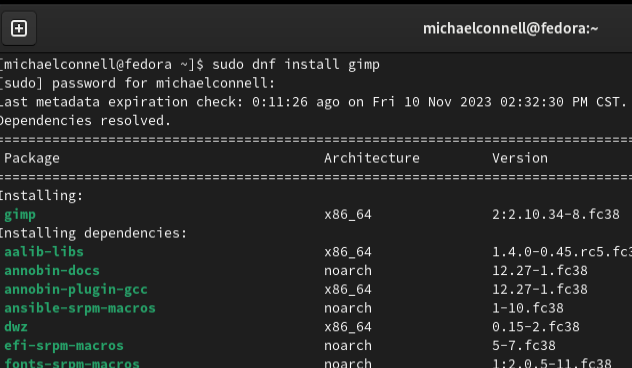 michaelconnell@fedora:~
[michaelconnell@fedora ~]$ sudo dnf install gimp
[sudo] password for michaelconnell:
Last metadata expiration check: 0:11:26 ago on Fri 10 Nov 2023 02:32:30 PM CST.
Dependencies resolved.
================================================================================
Package Architecture Version
================================================================================
Installing:
gimp x86_64 2:2.10.34-8.fc38
Installing dependencies:
aalib-libs x86_64 1.4.0-0.45.rc5.fc3
annobin-docs noarch 12.27-1.fc38
annobin-plugin-gcc x86_64 12.27-1.fc38
ansible-srpm-macros noarch 1-10.fc38
dwz x86_64 0.15-2.fc38
efi-srpm-macros noarch 5-7.fc38
fonts-srpm-macros noarch 1:2.0.5-11.fc38